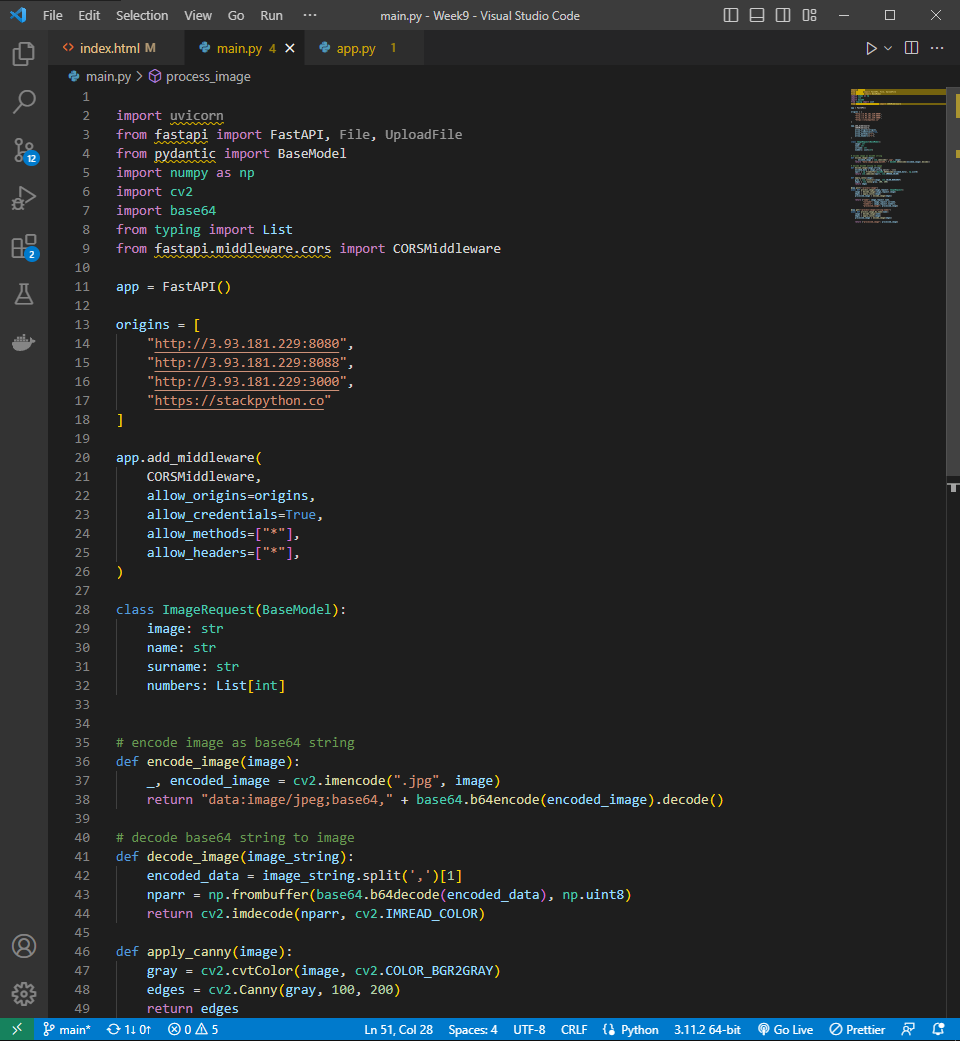 File Edit Selection View Go Run ··· main.py - Week9 - Visual Studio Code
index.html M main.py 4 app.py 1
main.py > process_image
1
2 import uvicorn
3 from fastapi import FastAPI, File, UploadFile
4 from pydantic import BaseModel
5 import numpy as np
6 import cv2
7 import base64
8 from typing import List
9 from fastapi.middleware.cors import CORSMiddleware
10
11 app = FastAPI()
12
13 origins = [
14     "http://3.93.181.229:8080",
15     "http://3.93.181.229:8088",
16     "http://3.93.181.229:3000",
17     "https://stackpython.co"
18 ]
19
20 app.add_middleware(
21     CORSMiddleware,
22     allow_origins=origins,
23     allow_credentials=True,
24     allow_methods=["*"],
25     allow_headers=["*"],
26 )
27
28 class ImageRequest(BaseModel):
29     image: str
30     name: str
31     surname: str
32     numbers: List[int]
33
34
35 # encode image as base64 string
36 def encode_image(image):
37     _, encoded_image = cv2.imencode(".jpg", image)
38     return "data:image/jpeg;base64," + base64.b64encode(encoded_image).decode()
39
40 # decode base64 string to image
41 def decode_image(image_string):
42     encoded_data = image_string.split(',')[1]
43     nparr = np.frombuffer(base64.b64decode(encoded_data), np.uint8)
44     return cv2.imdecode(nparr, cv2.IMREAD_COLOR)
45
46 def apply_canny(image):
47     gray = cv2.cvtColor(image, cv2.COLOR_BGR2GRAY)
48     edges = cv2.Canny(gray, 100, 200)
49     return edges
12
2
main* 1↓ 0↑ 0 5 Ln 51, Col 28 Spaces: 4 UTF-8 CRLF Python 3.11.2 64-bit Go Live Prettier